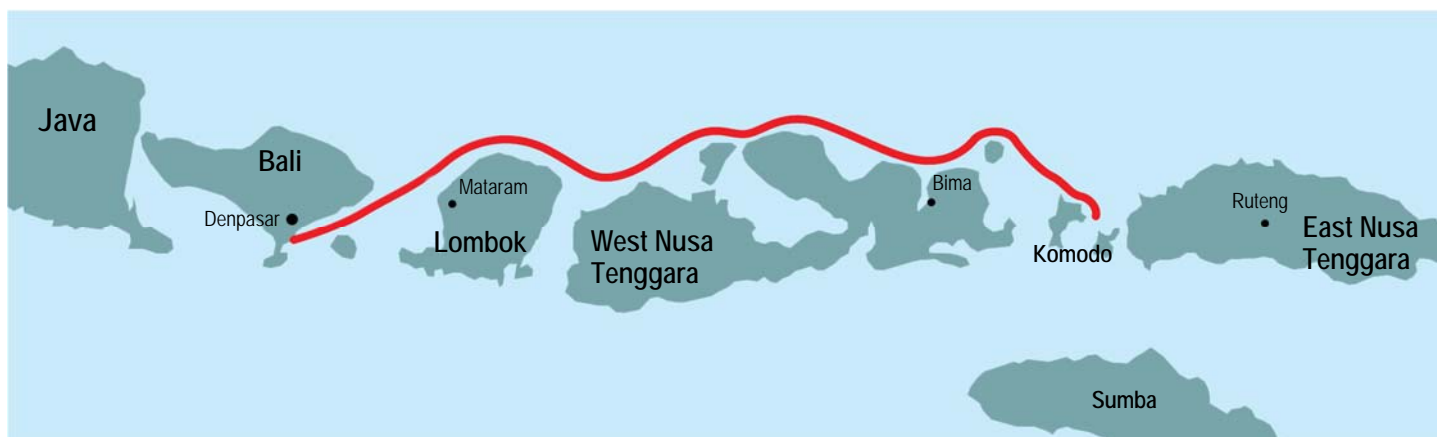 Java
Bali
Denpasar
Mataram
Lombok
West Nusa
Tenggara
Bima
Komodo
Ruteng
East Nusa
Tenggara
Sumba